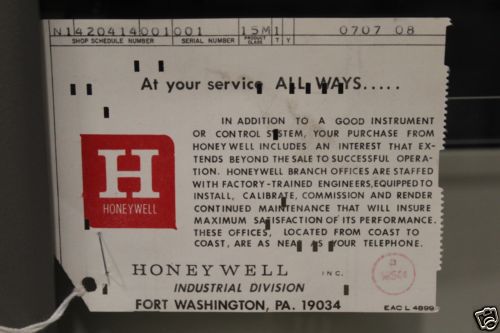 N1420414001001 15M1 0707 08
SHOP SCHEDULE NUMBER SERIAL NUMBER PRODUCT CLASS T Y
At your service ALL WAYS.....
IN ADDITION TO A GOOD INSTRUMENT
OR CONTROL SYSTEM, YOUR PURCHASE FROM
HONEYWELL INCLUDES AN INTEREST THAT EX-
TENDS BEYOND THE SALE TO SUCCESSFUL OPERA-
TION. HONEYWELL BRANCH OFFICES ARE STAFFED
WITH FACTORY-TRAINED ENGINEERS, EQUIPPED TO
INSTALL, CALIBRATE, COMMISSION AND RENDER
CONTINUED MAINTENANCE THAT WILL INSURE
MAXIMUM SATISFACTION OF ITS PERFORMANCE.
THESE OFFICES, LOCATED FROM COAST TO
COAST, ARE AS NEAR AS YOUR TELEPHONE.
H
HONEYWELL
HONEYWELL INC.
INDUSTRIAL DIVISION
FORT WASHINGTON, PA. 19034
EAC L 4899
ebY